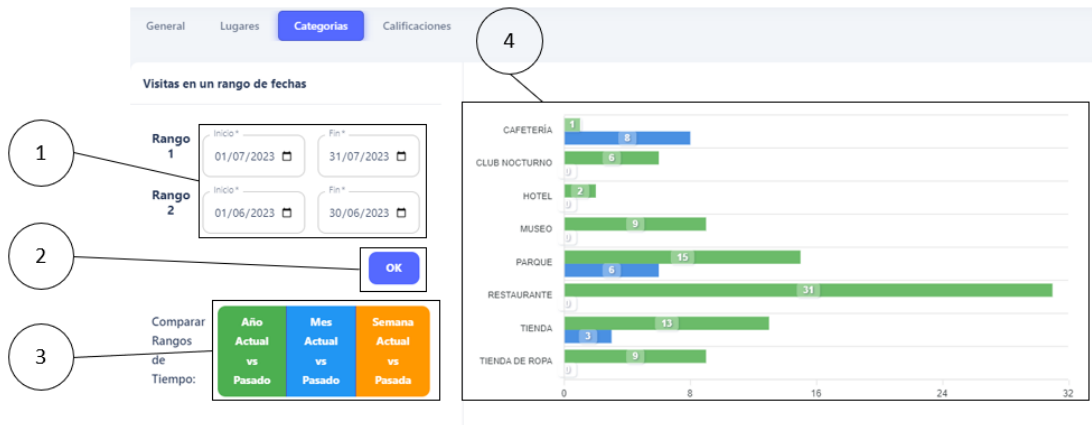 General Lugares Categorias Calificaciones
4
Visitas en un rango de fechas
1
Rango
1
Inicio*
01/07/2023
Fin*
31/07/2023
Rango
2
Inicio*
01/06/2023
Fin*
30/06/2023
2
OK
3
Comparar
Rangos
de
Tiempo:
Año
Actual
vs
Pasado
Mes
Actual
vs
Pasado
Semana
Actual
vs
Pasada
CAFETERÍA
1
8
CLUB NOCTURNO
6
0
HOTEL
2
0
MUSEO
9
0
PARQUE
15
6
RESTAURANTE
31
0
TIENDA
13
3
TIENDA DE ROPA
9
0
0 8 16 24 32